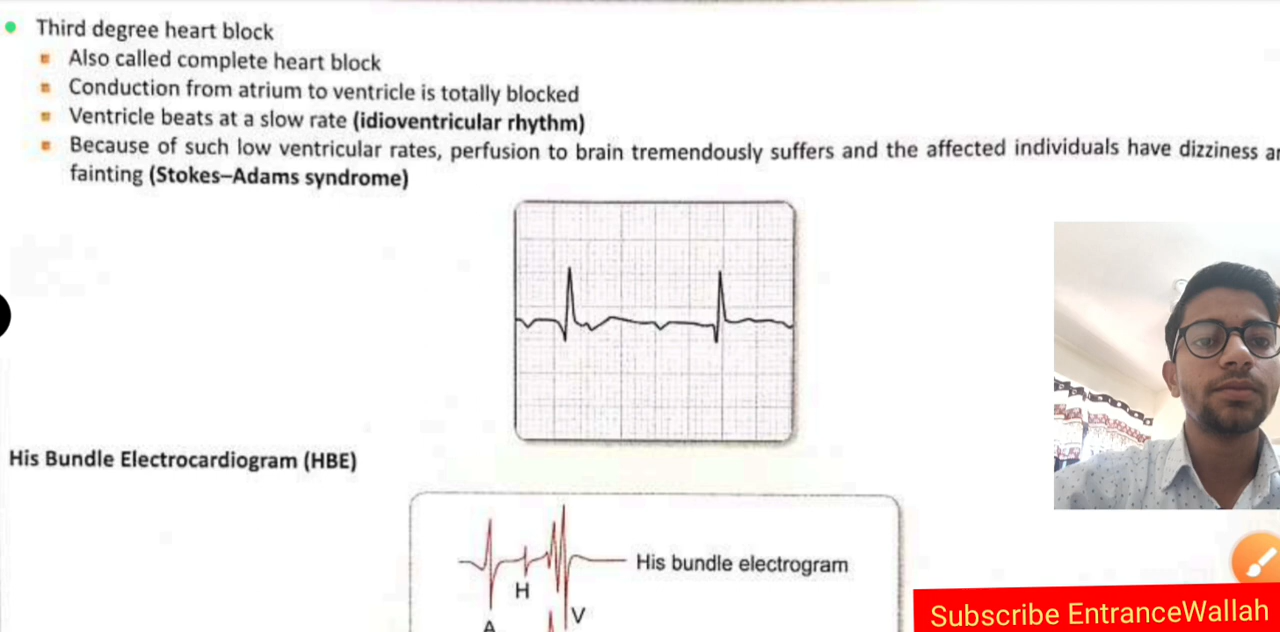 Third degree heart block
Also called complete heart block
Conduction from atrium to ventricle is totally blocked
Ventricle beats at a slow rate (idioventricular rhythm)
Because of such low ventricular rates, perfusion to brain tremendously suffers and the affected individuals have dizziness
fainting (Stokes–Adams syndrome)
His Bundle Electrocardiogram (HBE)
His bundle electrogram
H
V
A
Subscribe EntranceWallah